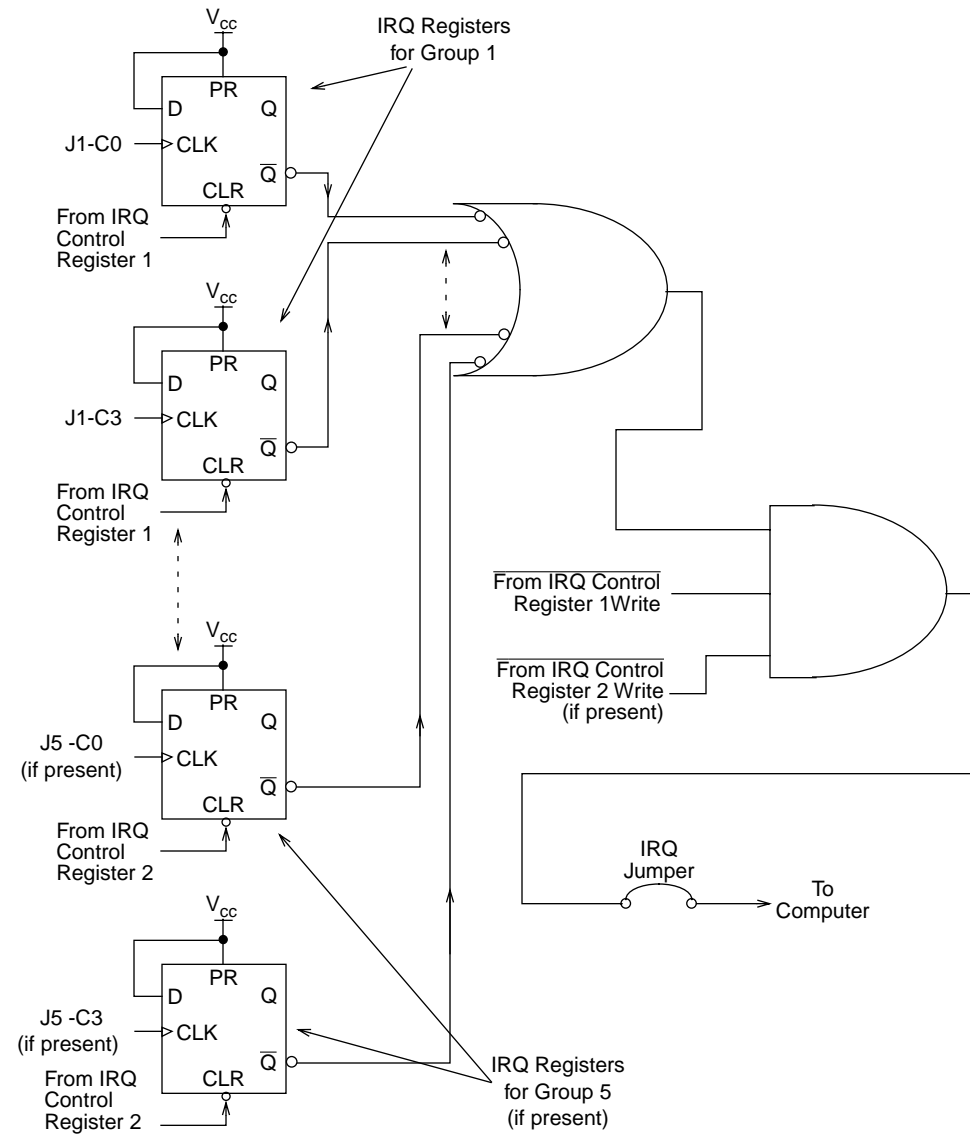 Vcc
IRQ Registers
for Group 1
PR
D
Q
J1-C0
CLK
Q
CLR
From IRQ
Control
Register 1
Vcc
PR
D
Q
J1-C3
CLK
Q
CLR
From IRQ
Control
Register 1
From IRQ Control
Register 1Write
From IRQ Control
Register 2 Write
(if present)
Vcc
PR
D
Q
J5 -C0
(if present)
CLK
Q
CLR
From IRQ
Control
Register 2
IRQ
Jumper
To
Computer
Vcc
PR
D
Q
J5 -C3
(if present)
CLK
Q
CLR
From IRQ
Control
Register 2
IRQ Registers
for Group 5
(if present)